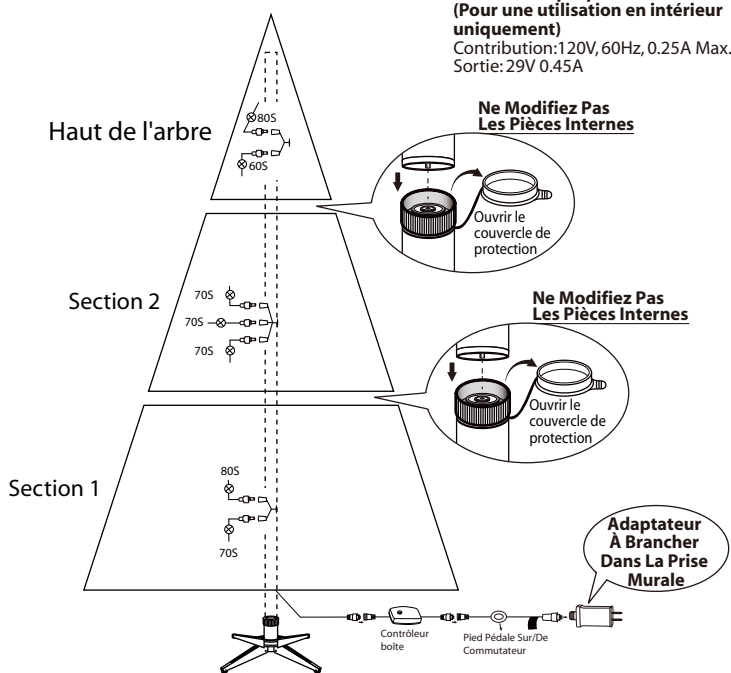 (Pour une utilisation en intérieur
uniquement)
Contribution:120V, 60Hz, 0.25A Max.
Sortie: 29V 0.45A
Ne Modifiez Pas
Les Pièces Internes
Haut de l'arbre
80S
60S
Ouvrir le
couvercle de
protection
Section 2
70S
70S
70S
Ne Modifiez Pas
Les Pièces Internes
Ouvrir le
couvercle de
protection
Section 1
80S
70S
Adaptateur
À Brancher
Dans La Prise
Murale
Contrôleur
boîte
Pied Pédale Sur/De
Commutateur